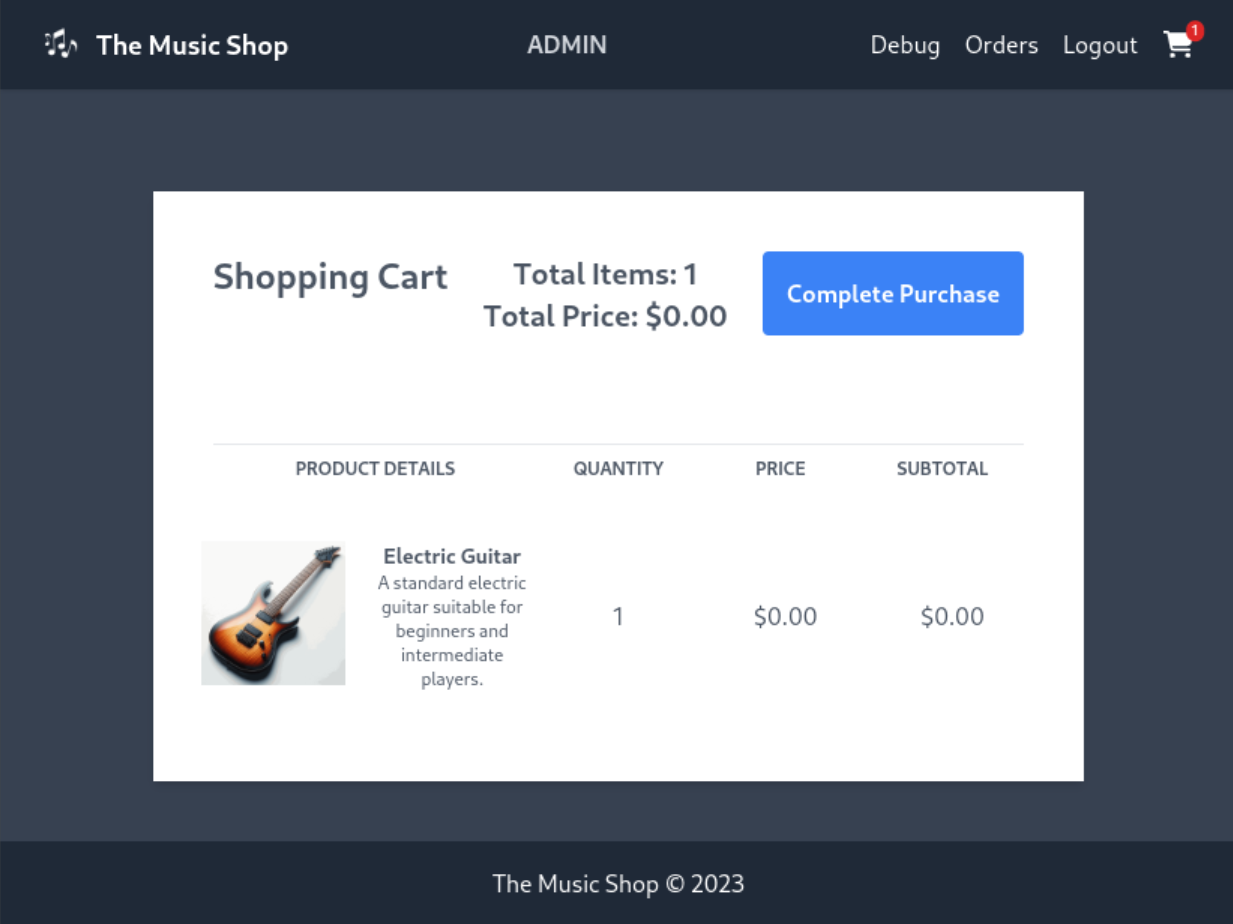 The Music Shop
ADMIN
Debug
Orders
Logout
1
Shopping Cart
Total Items: 1
Total Price: $0.00
Complete Purchase
PRODUCT DETAILS
QUANTITY
PRICE
SUBTOTAL
Electric Guitar
A standard electric
guitar suitable for
beginners and
intermediate
players.
1
$0.00
$0.00
The Music Shop © 2023